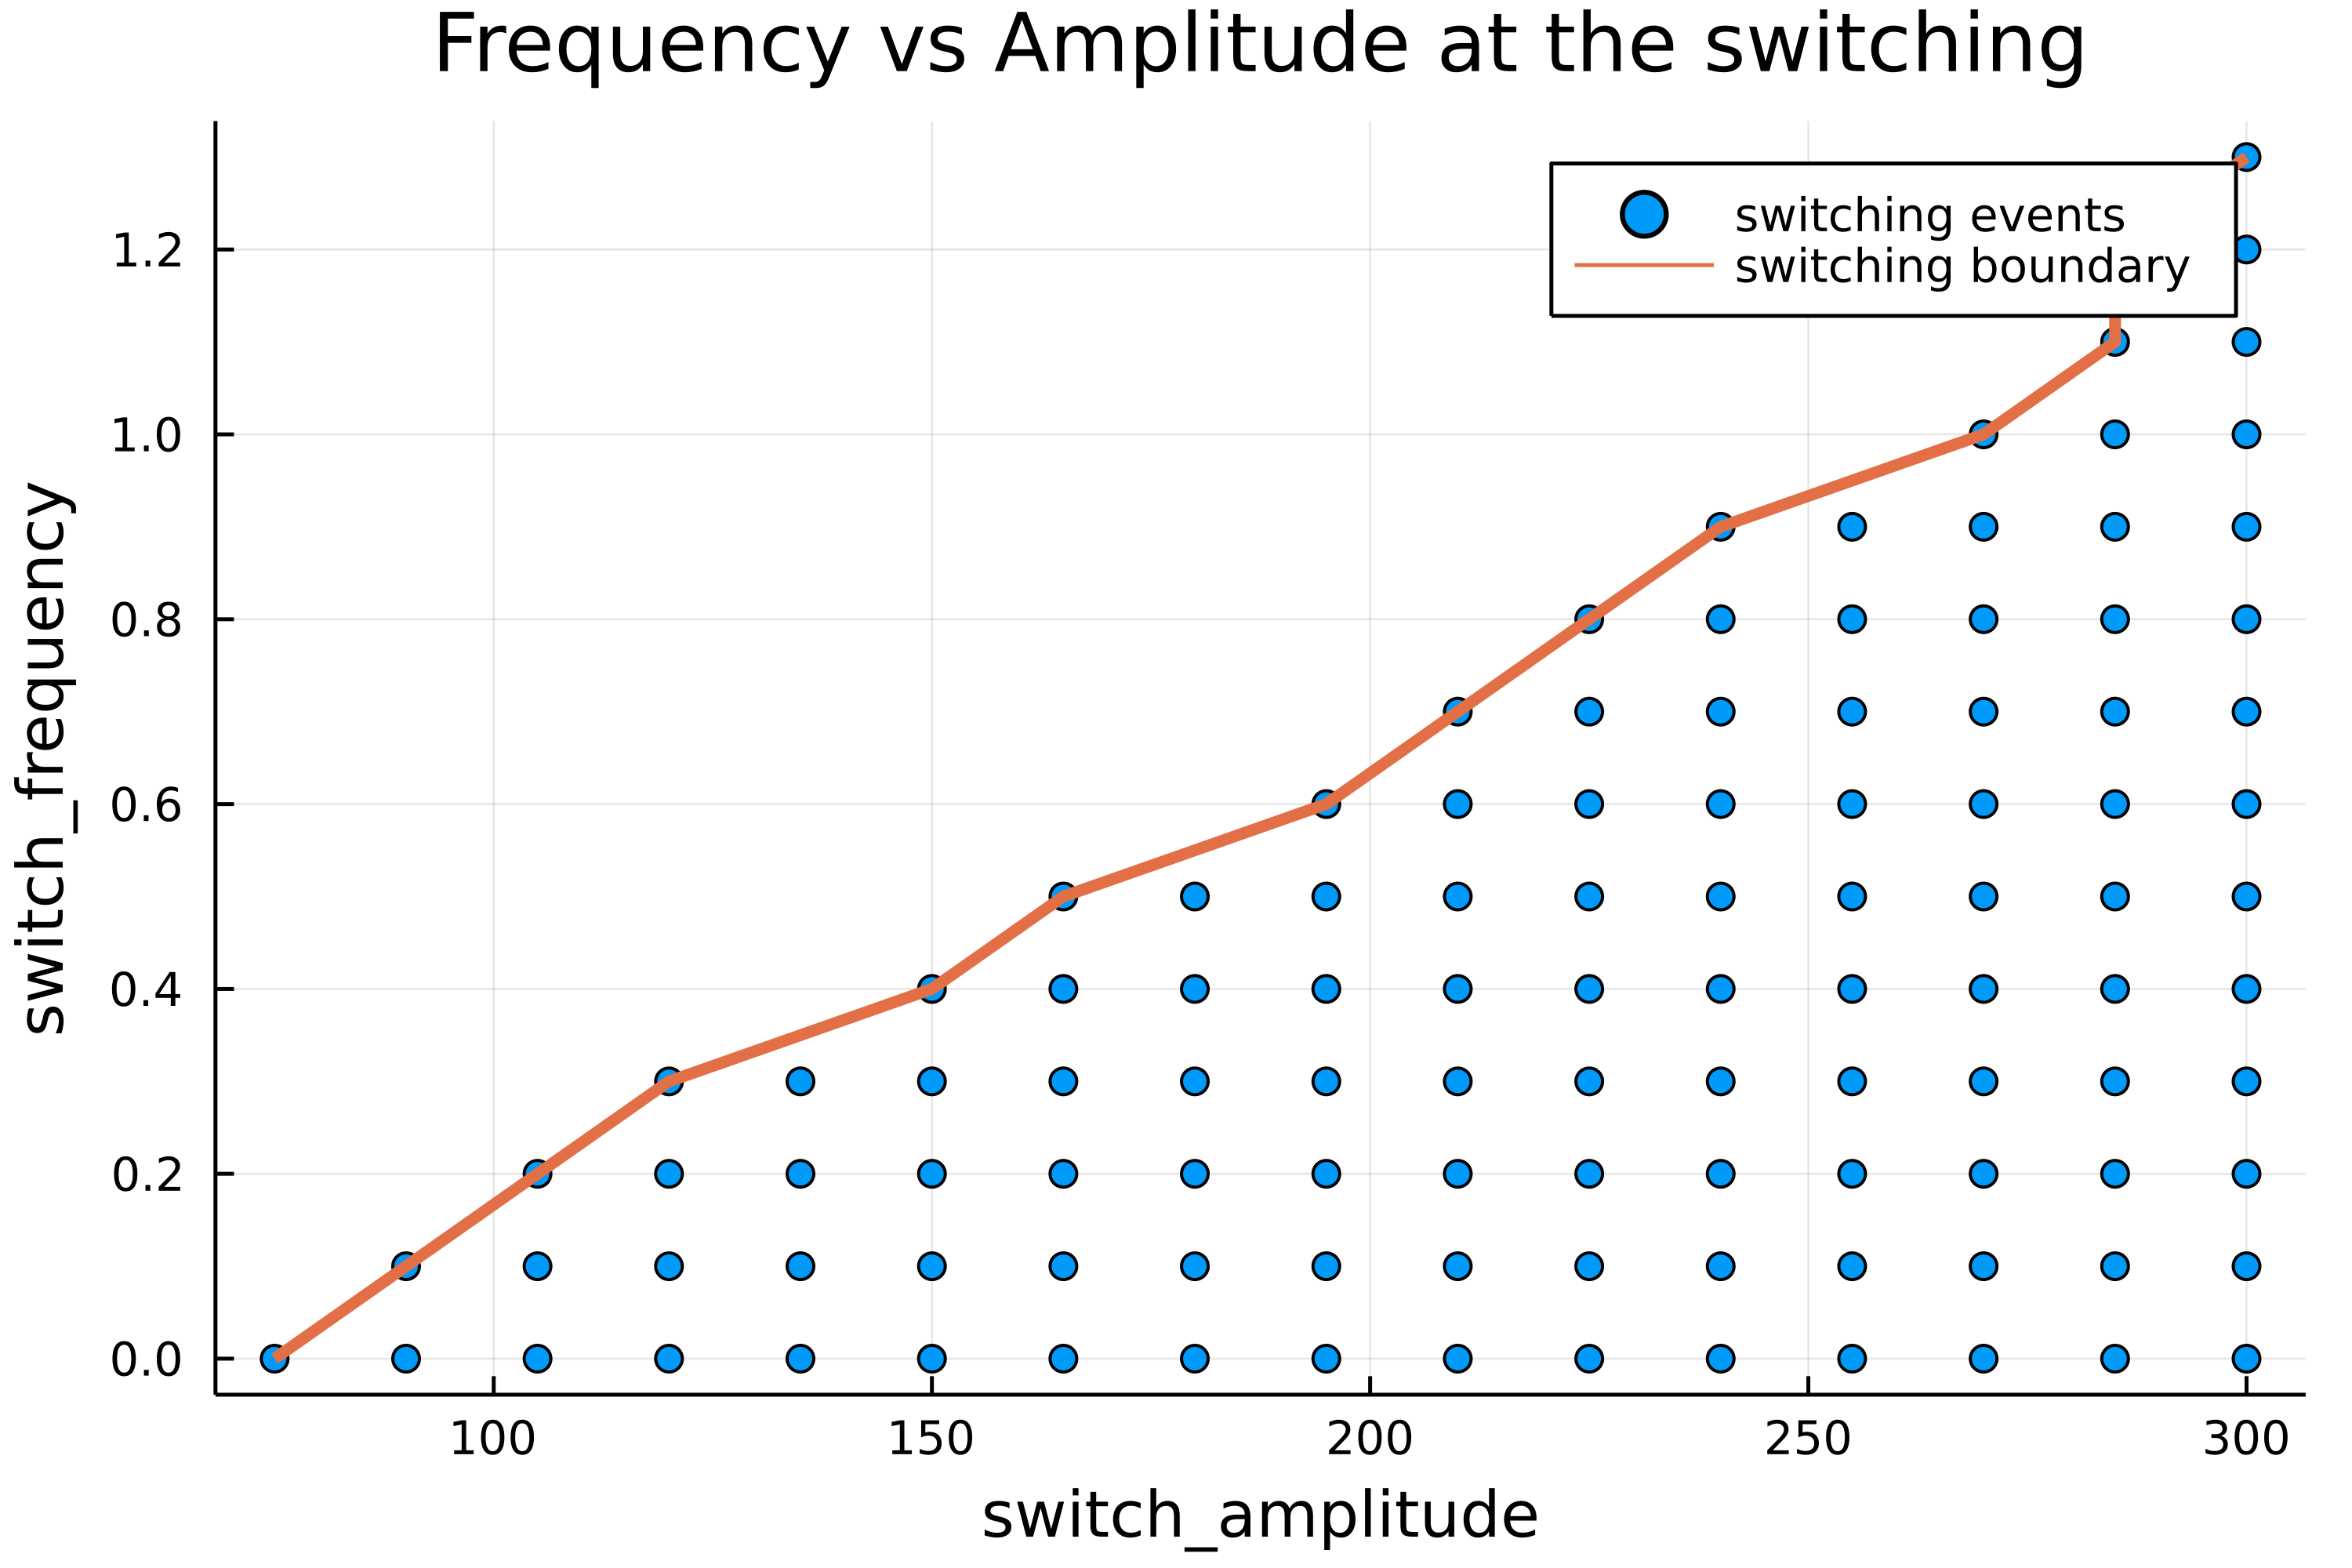 Frequency vs Amplitude at the switching
switching events
switching boundary
1.2
1.0
0.8
0.6
0.4
0.2
0.0
switch_frequency
100 150 200 250 300
switch_amplitude